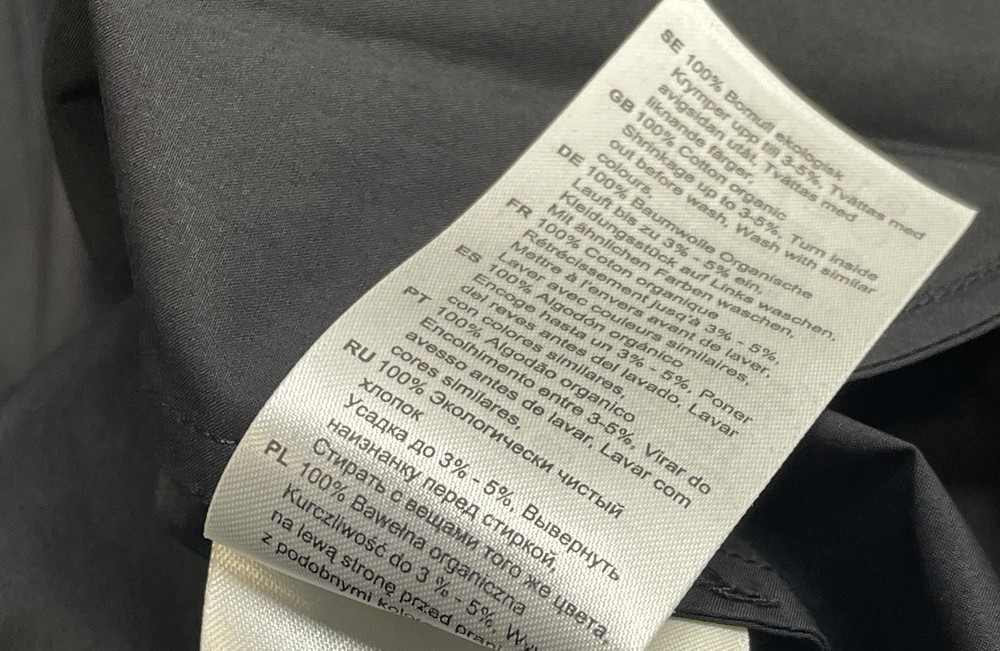 SE 100% Bomull ekologisk
Krymper upp till 3-5%, Tvättas med
avigsidan utåt, Tvättas med
liknande färger,
GB 100% Cotton organic
Shrinkage up to 3-5%, Turn inside
out before wash, Wash with similar
colours,
DE 100% Baumwolle Organische
Lauft bis zu 3% - 5% ein,
Kleidungsstück auf Links waschen,
Mit ähnlichen Farben waschen,
FR 100% Coton organique
Rétrécissement jusqu'à 3% - 5%,
Mettre à l'envers avant de laver,
Laver avec couleurs similaires,
ES 100% Algodón orgánico
Encoge hasta un 3% - 5%, Poner
del reves antes del lavado, Lavar
con colores similares,
PT 100% Algodão organico
Encolhimento entre 3-5%, Virar do
avesso antes de lavar, Lavar com
cores similares,
RU 100% Экологически чистый
хлопок
Усадка до 3% - 5%, Вывернуть
наизнанку перед стиркой,
Стирать с вещами того же цвета,
PL 100% Bawełna organiczna
Kurczliwość do 3 % - 5%,
na lewą stronę przed
z podobnymi